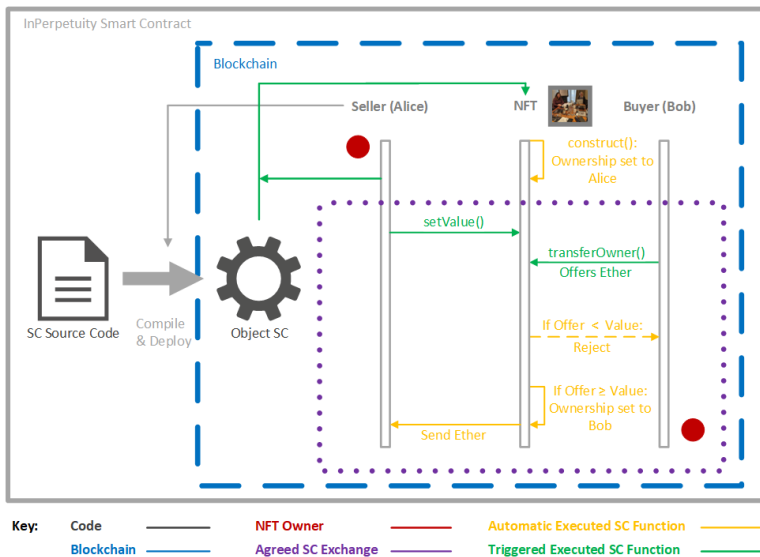 InPerpetuity Smart Contract
Blockchain
Seller (Alice)
NFT
Buyer (Bob)
construct():
Ownership set to
Alice
setValue()
transferOwner()
Offers Ether
SC Source Code
Compile
& Deploy
Object SC
If Offer < Value:
Reject
If Offer ≥ Value:
Ownership set to
Bob
Send Ether
Key:
Code
NFT Owner
Automatic Executed SC Function
Blockchain
Agreed SC Exchange
Triggered Executed SC Function